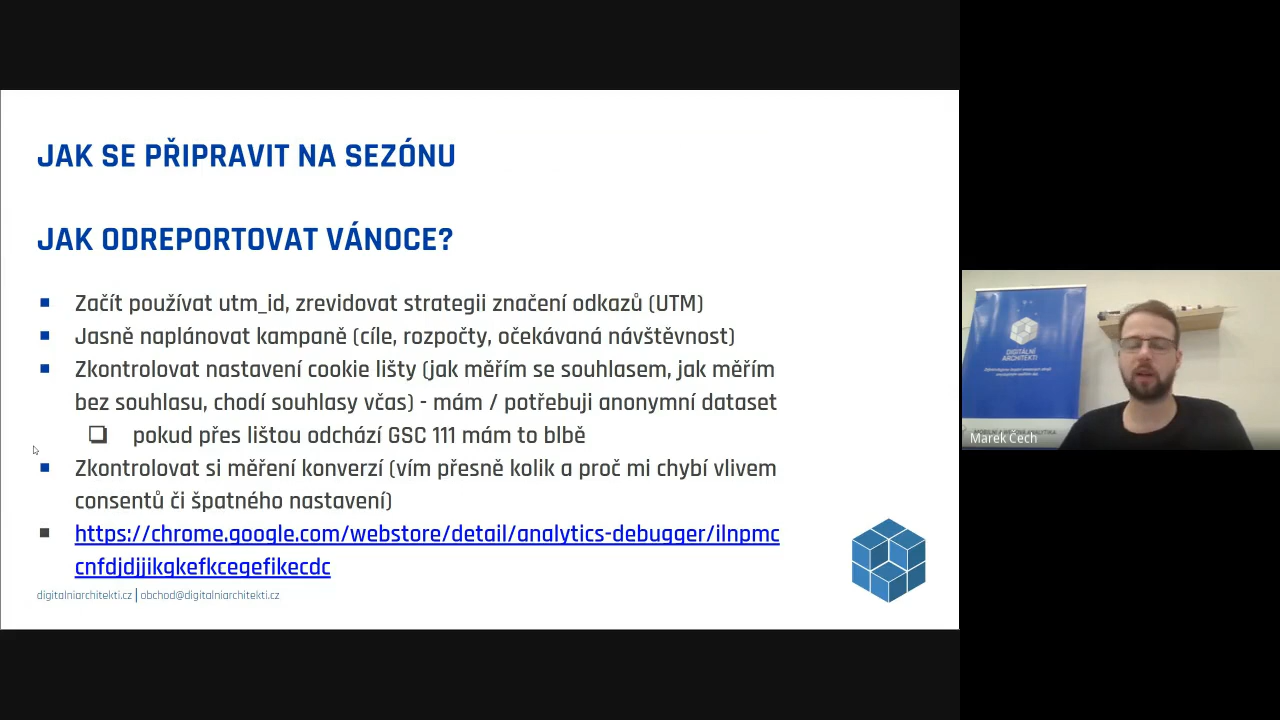 JAK SE PŘIPRAVIT NA SEZÓNU
JAK ODREPORTOVAT VÁNOCE?
Začít používat utm_id, zrevidovat strategii značení odkazů (UTM)
Jasně naplánovat kampaně (cíle, rozpočty, očekávaná návštěvnost)
Zkontrolovat nastavení cookie lišty (jak měřím se souhlasem, jak měřím
bez souhlasu, chodí souhlasy včas) - mám / potřebuji anonymní dataset
pokud přes lištou odchází GSC 111 mám to blbě
Zkontrolovat si měření konverzí (vím přesně kolik a proč mi chybí vlivem
consentů či špatného nastavení)
https://chrome.google.com/webstore/detail/analytics-debugger/ilnpmc
cnfdjdjjikgkefkcegefikecdc
digitalniarchitekti.cz | obchod@digitalniarchitekti.cz
DIGITÁLNÍ
ARCHITEKTI
Marek Čech